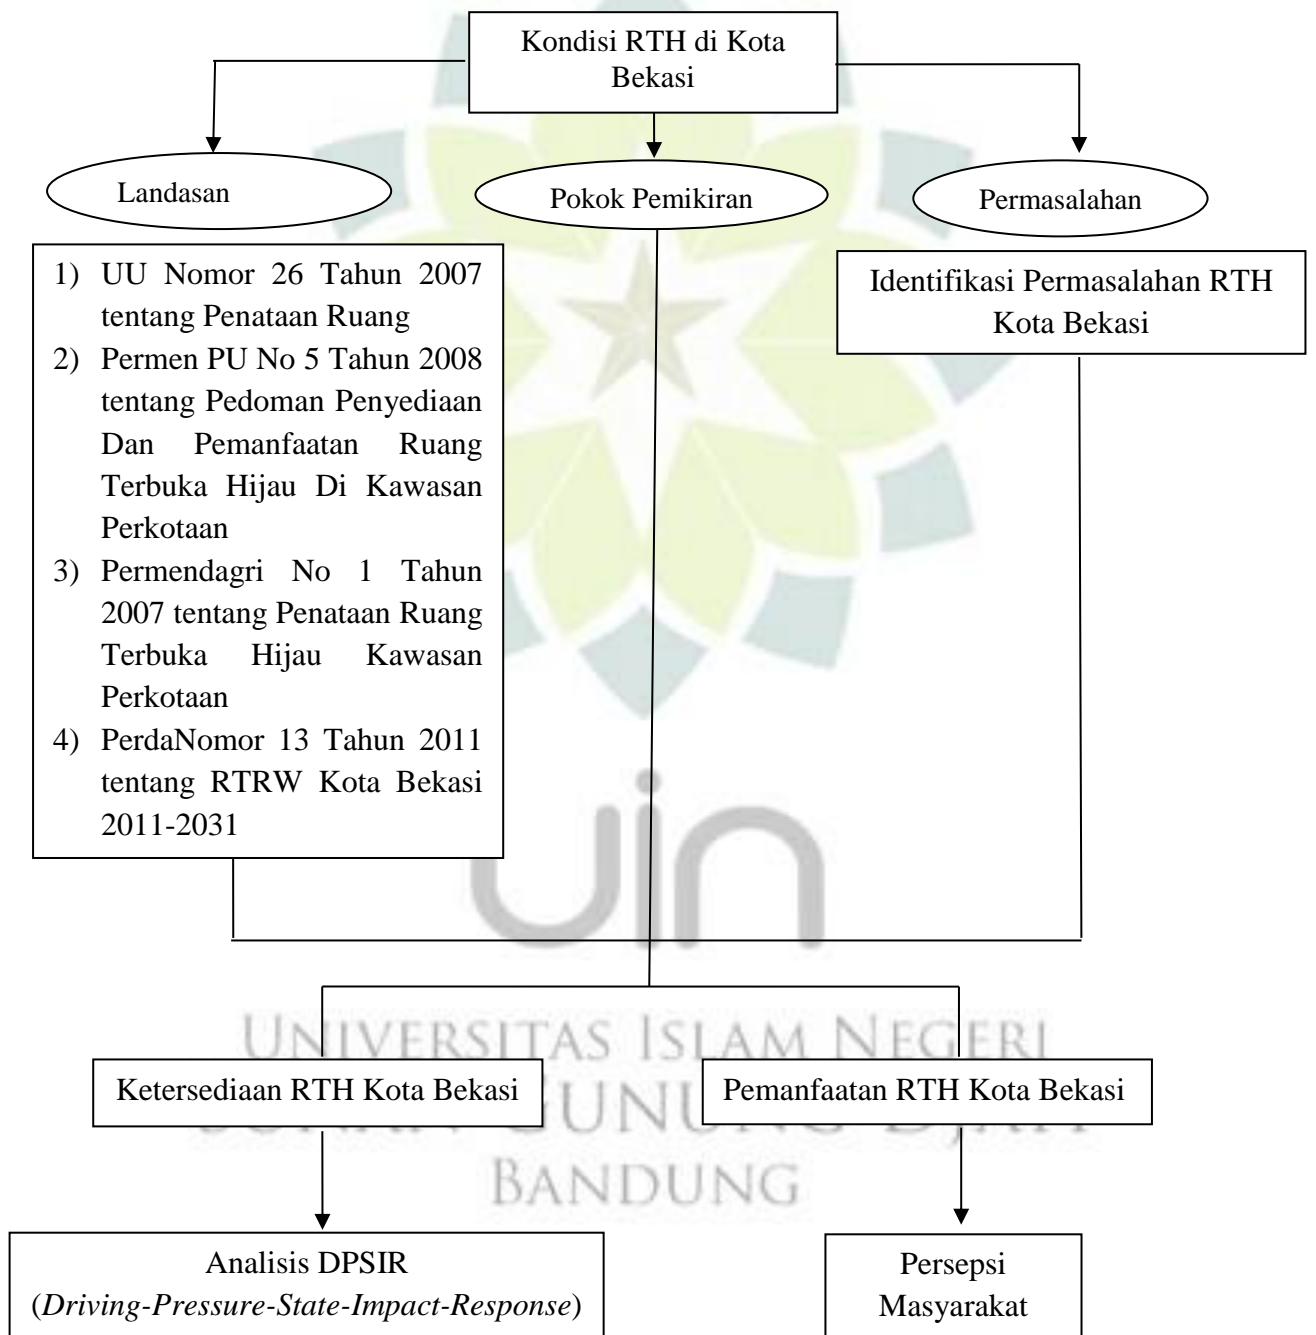 Kondisi RTH di Kota
Bekasi
Landasan
Pokok Pemikiran
Permasalahan
1) UU Nomor 26 Tahun 2007
tentang Penataan Ruang
2) Permen PU No 5 Tahun 2008
tentang Pedoman Penyediaan
Dan Pemanfaatan Ruang
Terbuka Hijau Di Kawasan
Perkotaan
3) Permendagri No 1 Tahun
2007 tentang Penataan Ruang
Terbuka Hijau Kawasan
Perkotaan
4) PerdaNomor 13 Tahun 2011
tentang RTRW Kota Bekasi
2011-2031
Identifikasi Permasalahan RTH
Kota Bekasi
uin
UNIVERSITAS ISLAM NEGERI
SUNAN GUNUNG DJATI
BANDUNG
Ketersediaan RTH Kota Bekasi
Pemanfaatan RTH Kota Bekasi
Analisis DPSIR
(Driving-Pressure-State-Impact-Response)
Persepsi
Masyarakat